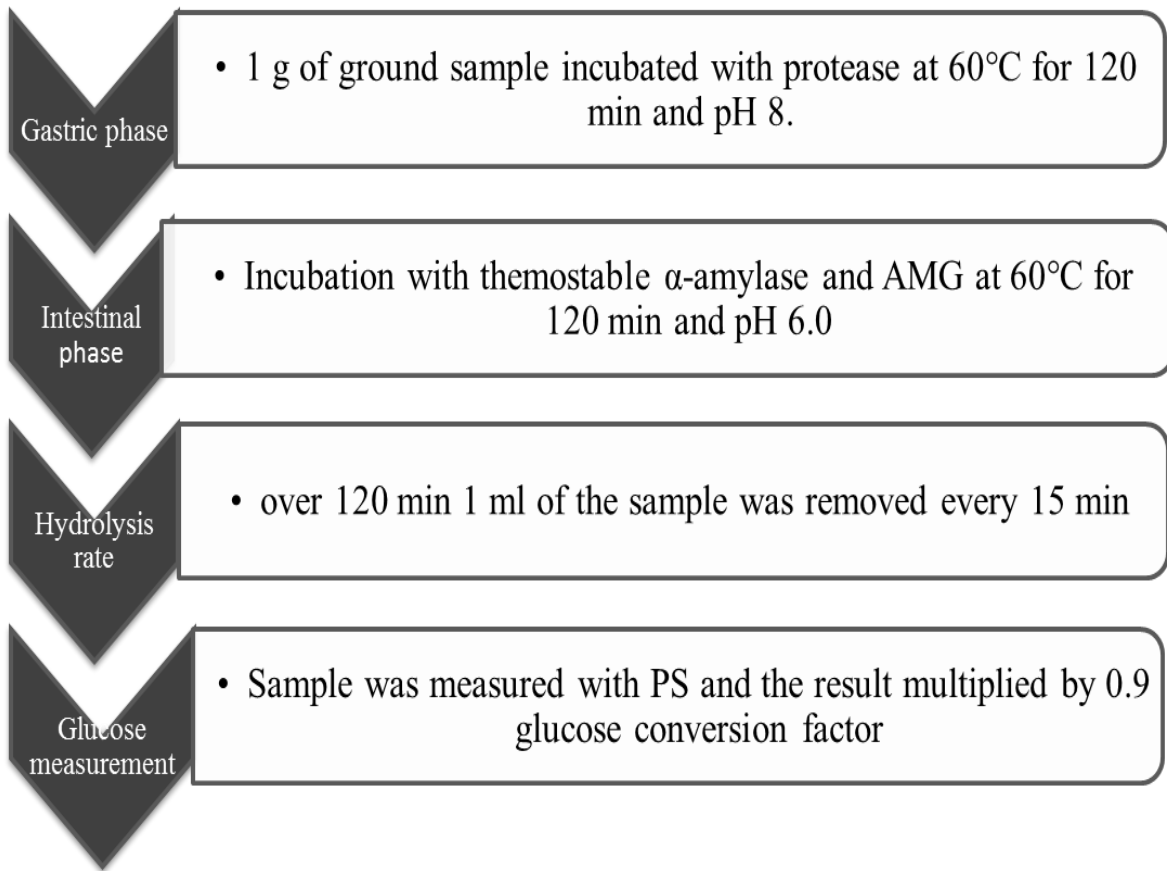 Gastric phase
• 1 g of ground sample incubated with protease at 60°C for 120
min and pH 8.
Intestinal
phase
• Incubation with themostable α-amylase and AMG at 60°C for
120 min and pH 6.0
Hydrolysis
rate
• over 120 min 1 ml of the sample was removed every 15 min
Glucose
measurement
• Sample was measured with PS and the result multiplied by 0.9
glucose conversion factor